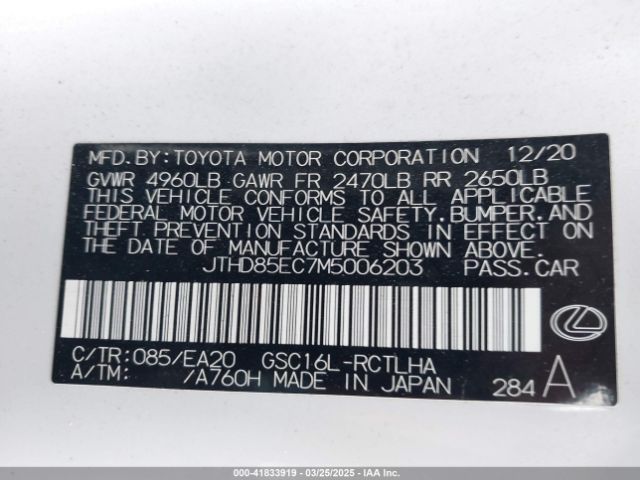 MFD.BY:TOYOTA MOTOR CORPORATION 12/20
GVWR 4960LB GAWR FR 2470LB RR 2650LB
THIS VEHICLE CONFORMS TO ALL APPLICABLE
FEDERAL MOTOR VEHICLE SAFETY,BUMPER,AND
THEFT PREVENTION STANDARDS IN EFFECT ON
THE DATE OF MANUFACTURE SHOWN ABOVE.
JTHD85EC7M5006203 PASS.CAR
C/TR:085/EA20 GSC16L-RCTLHA
A/TM: /A760H MADE IN JAPAN 284 A
000-41833919 - 03/25/2025 - IAAI.COM